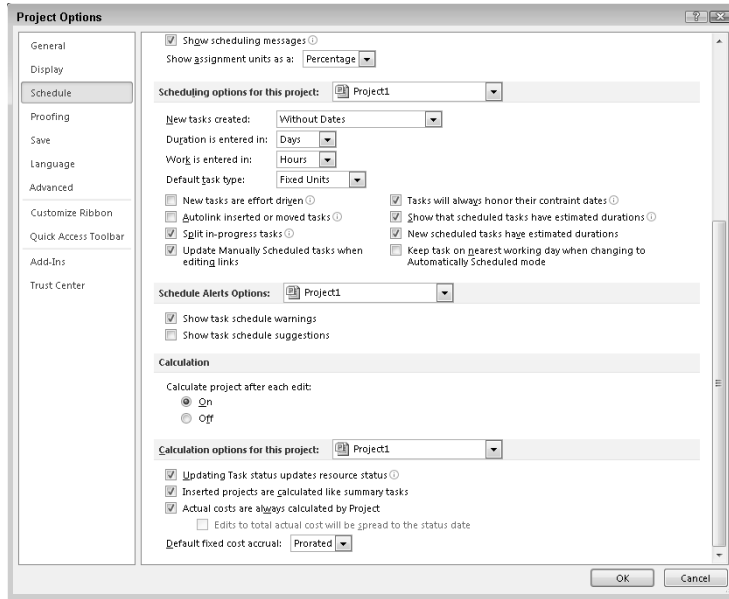 Project Options
General
Display
Schedule
Proofing
Save
Language
Advanced
Customize Ribbon
Quick Access Toolbar
Add-Ins
Trust Center
Show scheduling messages
Show assignment units as a: Percentage
Scheduling options for this project: Project1
New tasks created: Without Dates
Duration is entered in: Days
Work is entered in: Hours
Default task type: Fixed Units
New tasks are effort driven
Autolink inserted or moved tasks
Split in-progress tasks
Update Manually Scheduled tasks when
editing links
Tasks will always honor their contraint dates
Show that scheduled tasks have estimated durations
New scheduled tasks have estimated durations
Keep task on nearest working day when changing to
Automatically Scheduled mode
Schedule Alerts Options: Project1
Show task schedule warnings
Show task schedule suggestions
Calculation
Calculate project after each edit:
On
Off
Calculation options for this project: Project1
Updating Task status updates resource status
Inserted projects are calculated like summary tasks
Actual costs are always calculated by Project
Edits to total actual cost will be spread to the status date
Default fixed cost accrual: Prorated
OK
Cancel